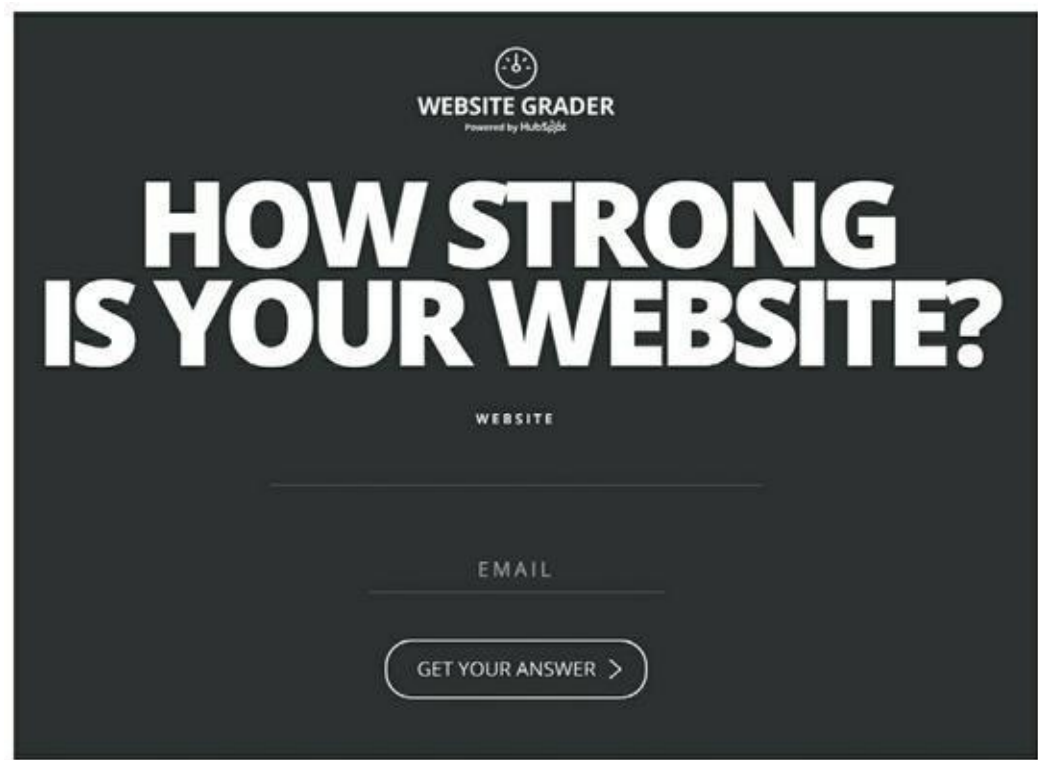 WEBSITE GRADER
Powered by HubSpot
HOW STRONG
IS YOUR WEBSITE?
WEBSITE
EMAIL
GET YOUR ANSWER >